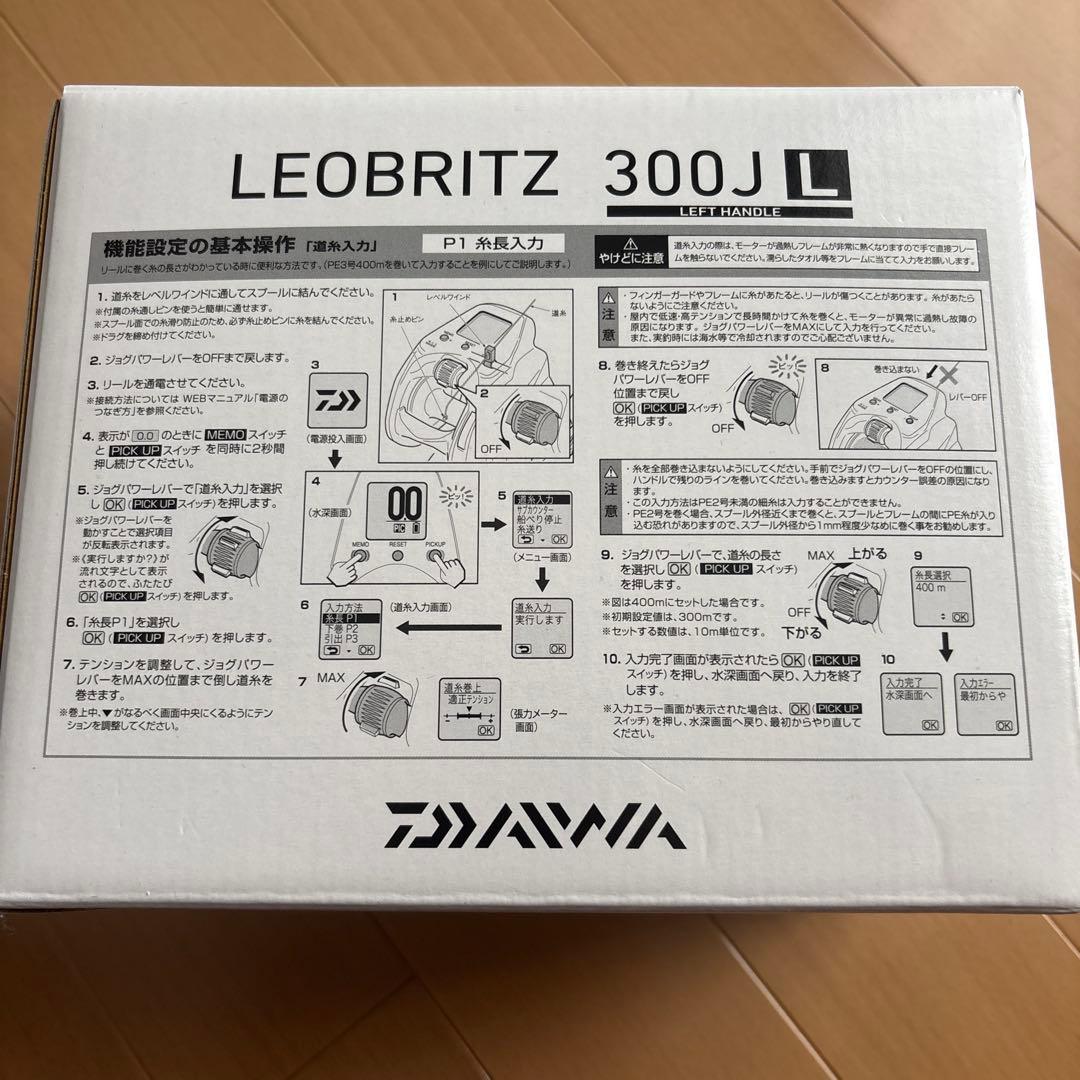 LEOBRITZ 300J L
LEFT HANDLE
機能設定の基本操作「道糸入力」 P1 糸長入力
リールに巻く糸の長さがわかっている時に便利な方法です。(PE3号400mを巻いて入力することを例にしてご説明します。)
1. 道糸をレベルワインドに通してスプールに結んでください。
※付属の糸通しピンを使うと簡単に通せます。
※スプール面での糸滑り防止のため、必ず糸止めピンに糸を結んでください。
※ドラグを締め付けてください。
2. ジョグパワーレバーをOFFまで戻します。
3. リールを通電させてください。
※接続方法については WEBマニュアル「電源の
つなぎ方」を参照ください。
4. 表示が 0.0 のときに MEMO スイッチ
と PICK UP スイッチ を同時に2秒間
押し続けてください。
5. ジョグパワーレバーで「道糸入力」を選択
し OK (PICK UP スイッチ)を押します。
※ジョグパワーレバーを
動かすことで選択項目
が反転表示されます。
※《実行しますか?》が
流れ文字として表示
されるので、ふたたび
OK (PICK UP スイッチ)を押します。
6. 「糸長P1」を選択し
OK (PICK UP スイッチ)を押します。
7. テンションを調整して、ジョグパワー
レバーをMAXの位置まで倒し道糸を
巻きます。
※巻上中、▼がなるべく画面中央にくるようにテン
ションを調整してください。
1
レベルワインド
道糸
糸止めピン
2
OFF
3
(電源投入画面)
4
(水深画面)
0.0
PIC
ピッ!
MEMO
RESET
PICKUP
5
道糸入力
サブカウンター
船べり停止
糸送り
OK
(メニュー画面)
道糸入力
実行します
OK
6
入力方法
糸長 P1
下巻 P2
引出 P3
OK
(道糸入力画面)
7
MAX
道糸巻上
適正テンション
OK
(張力メーター
画面)
やけどに注意
道糸入力の際は、モーターが過熱しフレームが非常に熱くなりますので手で直接フレー
ムを触らないでください。濡らしたタオル等をフレームに当てて入力をお願いします。
注意
・フィンガーガードやフレームに糸があたると、リールが傷つくことがあります。糸があたら
ないようにご注意ください。
・屋内で低速・高テンションで長時間かけて糸を巻くと、モーターが異常に過熱し故障の
原因になります。ジョグパワーレバーをMAXにして入力を行ってください。
また、実釣時には海水等で冷却されますのでご心配ございません。
8. 巻き終えたらジョグ
パワーレバーをOFF
位置まで戻し
OK (PICK UP スイッチ)
を押します。
ピッ!
OFF
8
巻き込まない
レバーOFF
注意
・糸を全部巻き込まないようにしてください。手前でジョグパワーレバーをOFFの位置にし、
ハンドルで残りのラインを巻いてください。巻き込みますとカウンター誤差の原因になり
ます。
・この入力方法はPE2号未満の細糸は入力することができません。
・PE2号を巻く場合、スプール外径近くまで巻くと、スプールとフレームの間にPE糸が入り
込む恐れがありますので、スプール外径から1mm程度少なめに巻く事をお勧めします。
9. ジョグパワーレバーで、道糸の長さ
を選択し OK (PICK UP スイッチ)
を押します。
※図は400mにセットした場合です。
※初期設定値は、300mです。
※セットする数値は、10m単位です。
MAX
上がる
OFF
下がる
9
糸長選択
400 m
OK
10. 入力完了画面が表示されたら OK (PICK UP
スイッチ)を押し、水深画面へ戻り、入力を終了
します。
※入力エラー画面が表示された場合は、OK (PICK UP
スイッチ)を押し、水深画面へ戻り、最初からやり直して
ください。
10
入力完了
水深画面へ
OK
入力エラー
最初からや
OK
DAIWA